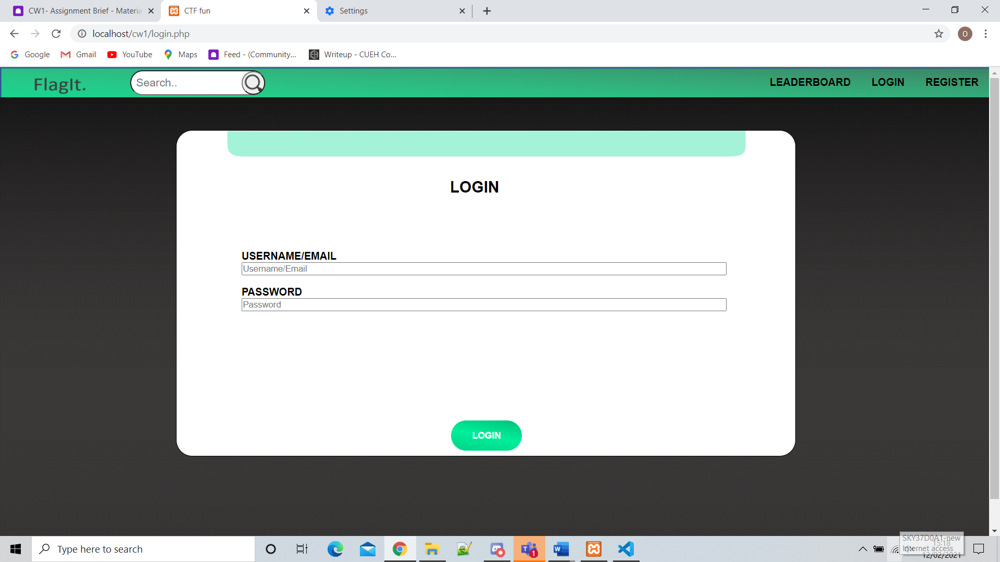 CW1- Assignment Brief - Materia
CTF fun
Settings
localhost/cw1/login.php
O
Google
Gmail
YouTube
Maps
Feed - (Community...
Writeup - CUEH Co...
FlagIt.
Search..
LEADERBOARD
LOGIN
REGISTER
LOGIN
USERNAME/EMAIL
Username/Email
PASSWORD
Password
LOGIN
Type here to search
T
1
W
SKY37D0A1-new
15:18
Internet access
12/02/2021